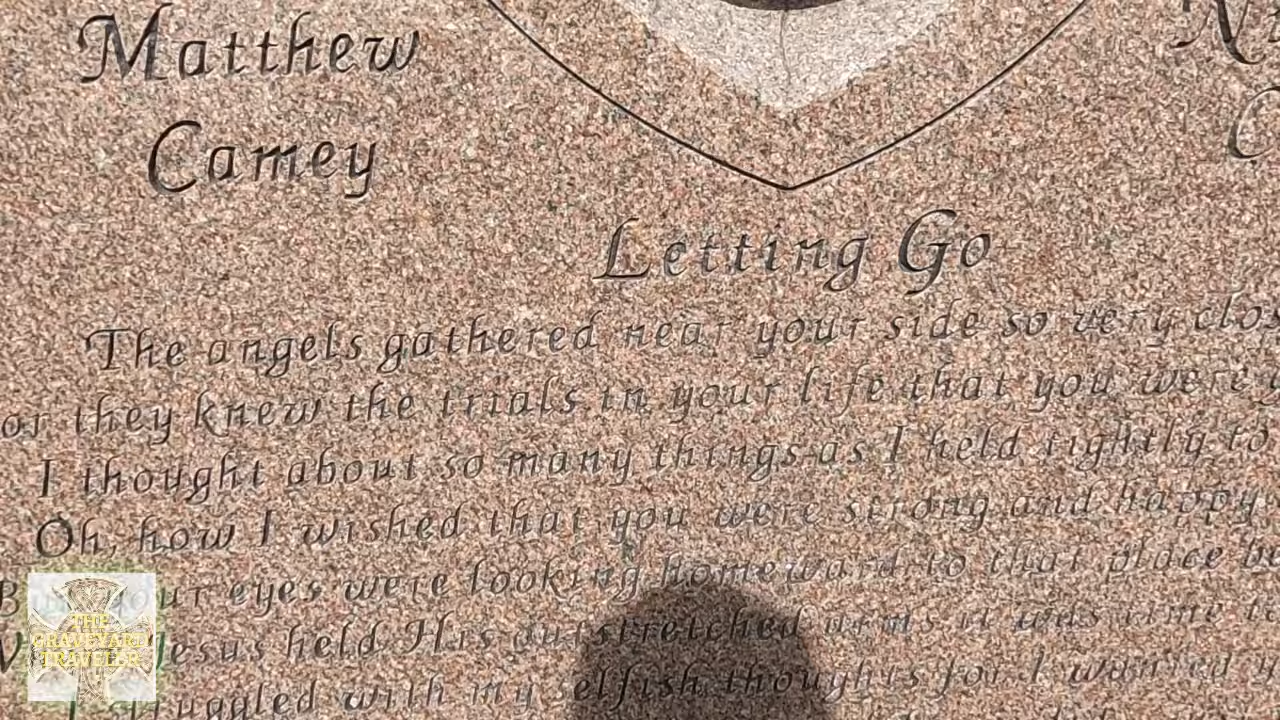 Matthew
Camey
Letting Go
The angels gathered near your side so very
or they knew the trials in your life that you were
I thought about so many things as I held tightly to
Oh, how I wished that you were strong and happy
eyes were looking homeward to that place
Jesus held His outstretched arms it was time to
with my selfish thoughts for I wanted
THE
GRAVEYARD
TRAVELER